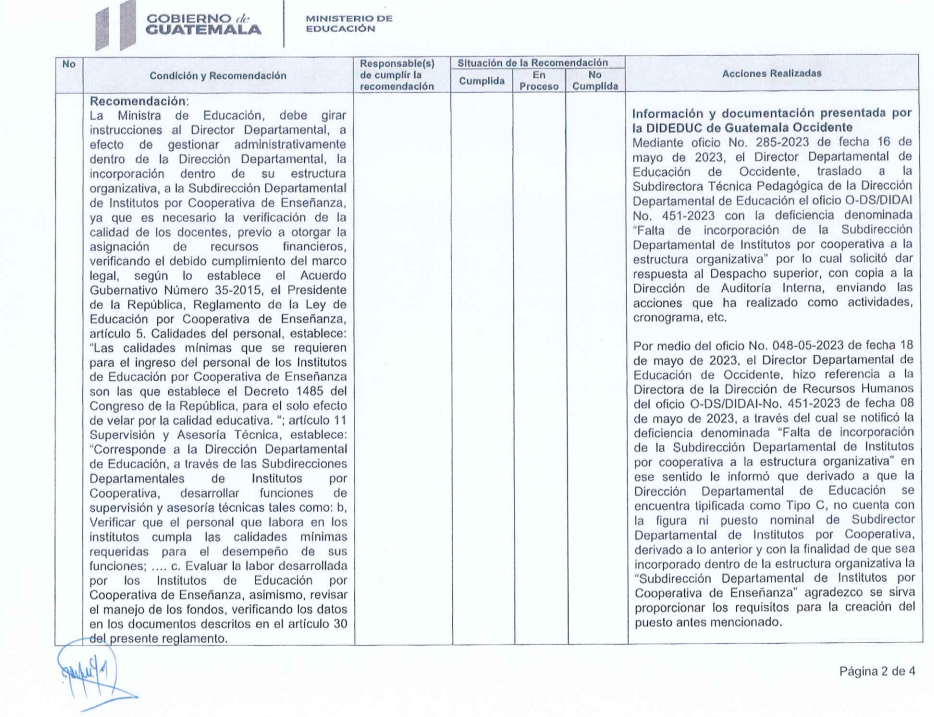 GOBIERNO de
GUATEMALA
MINISTERIO DE
EDUCACIÓN
No
Condición y Recomendación
Responsable(s)
de cumplir la
recomendación
Situación de la Recomendación
Cumplida
En
Proceso
No
Cumplida
Acciones Realizadas
Recomendación:
La Ministra de Educación, debe girar
instrucciones al Director Departamental, a
efecto de gestionar administrativamente
dentro de la Dirección Departamental, la
incorporación dentro de su estructura
organizativa, a la Subdirección Departamental
de Institutos por Cooperativa de Enseñanza,
ya que es necesario la verificación de la
calidad de los docentes, previo a otorgar la
asignación de recursos financieros,
verificando el debido cumplimiento del marco
legal, según lo establece el Acuerdo
Gubernativo Número 35-2015, el Presidente
de la República, Reglamento de la Ley de
Educación por Cooperativa de Enseñanza,
artículo 5. Calidades del personal, establece:
“Las calidades mínimas que se requieren
para el ingreso del personal de los Institutos
de Educación por Cooperativa de Enseñanza
son las que establece el Decreto 1485 del
Congreso de la República, para el solo efecto
de velar por la calidad educativa. “; artículo 11
Supervisión y Asesoría Técnica, establece:
“Corresponde a la Dirección Departamental
de Educación, a través de las Subdirecciones
Departamentales de Institutos por
Cooperativa, desarrollar funciones de
supervisión y asesoría técnicas tales como: b,
Verificar que el personal que labora en los
institutos cumpla las calidades mínimas
requeridas para el desempeño de sus
funciones; .... c. Evaluar la labor desarrollada
por los Institutos de Educación por
Cooperativa de Enseñanza, asimismo, revisar
el manejo de los fondos, verificando los datos
en los documentos descritos en el artículo 30
del presente reglamento.
Información y documentación presentada por
la DIDEDUC de Guatemala Occidente
Mediante oficio No. 285-2023 de fecha 16 de
mayo de 2023, el Director Departamental de
Educación de Occidente, traslado a la
Subdirectora Técnica Pedagógica de la Dirección
Departamental de Educación el oficio O-DS/DIDAI
No. 451-2023 con la deficiencia denominada
“Falta de incorporación de la Subdirección
Departamental de Institutos por cooperativa a la
estructura organizativa” por lo cual solicitó dar
respuesta al Despacho superior, con copia a la
Dirección de Auditoría Interna, enviando las
acciones que ha realizado como actividades,
cronograma, etc.
Por medio del oficio No. 048-05-2023 de fecha 18
de mayo de 2023, el Director Departamental de
Educación de Occidente, hizo referencia a la
Directora de la Dirección de Recursos Humanos
del oficio O-DS/DIDAI-No. 451-2023 de fecha 08
de mayo de 2023, a través del cual se notificó la
deficiencia denominada “Falta de incorporación
de la Subdirección Departamental de Institutos
por cooperativa a la estructura organizativa” en
ese sentido le informó que derivado a que la
Dirección Departamental de Educación se
encuentra tipificada como Tipo C, no cuenta con
la figura ni puesto nominal de Subdirector
Departamental de Institutos por Cooperativa,
derivado a lo anterior y con la finalidad de que sea
incorporado dentro de la estructura organizativa la
“Subdirección Departamental de Institutos por
Cooperativa de Enseñanza” agradezco se sirva
proporcionar los requisitos para la creación del
puesto antes mencionado.
Página 2 de 4